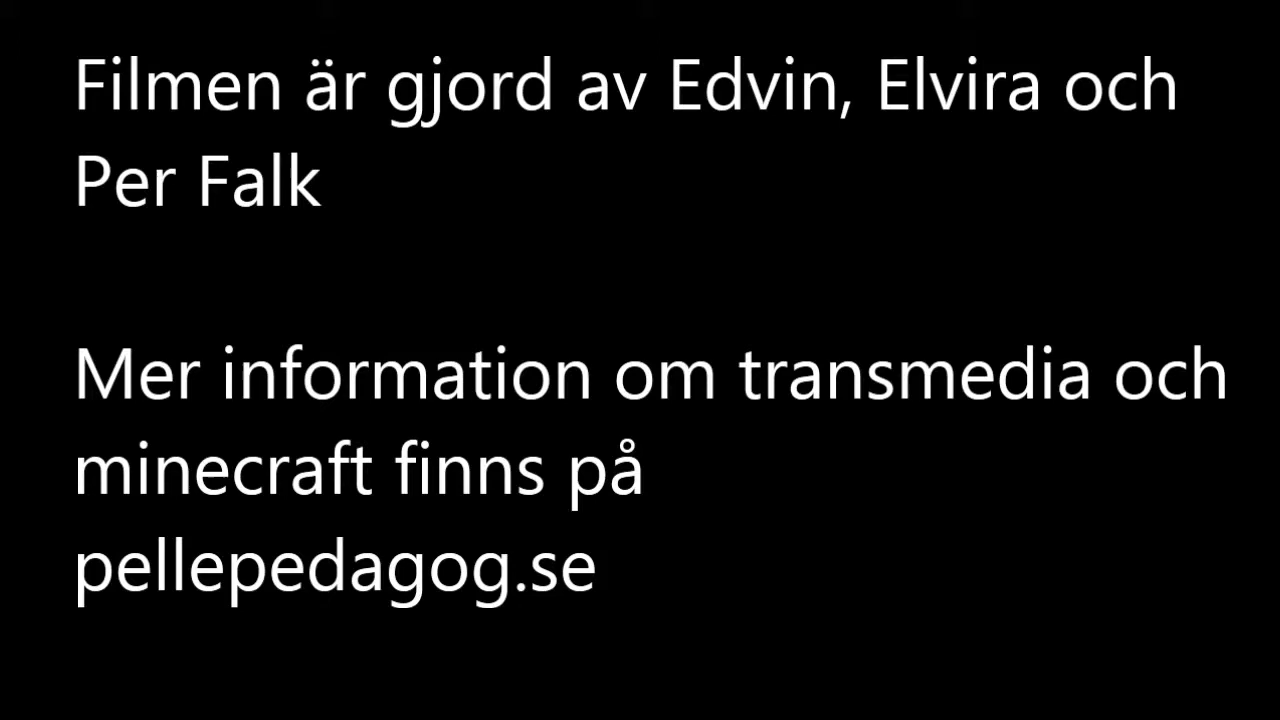 Filmen är gjord av Edvin, Elvira och
Per Falk
Mer information om transmedia och
minecraft finns på
pellepedagog.se